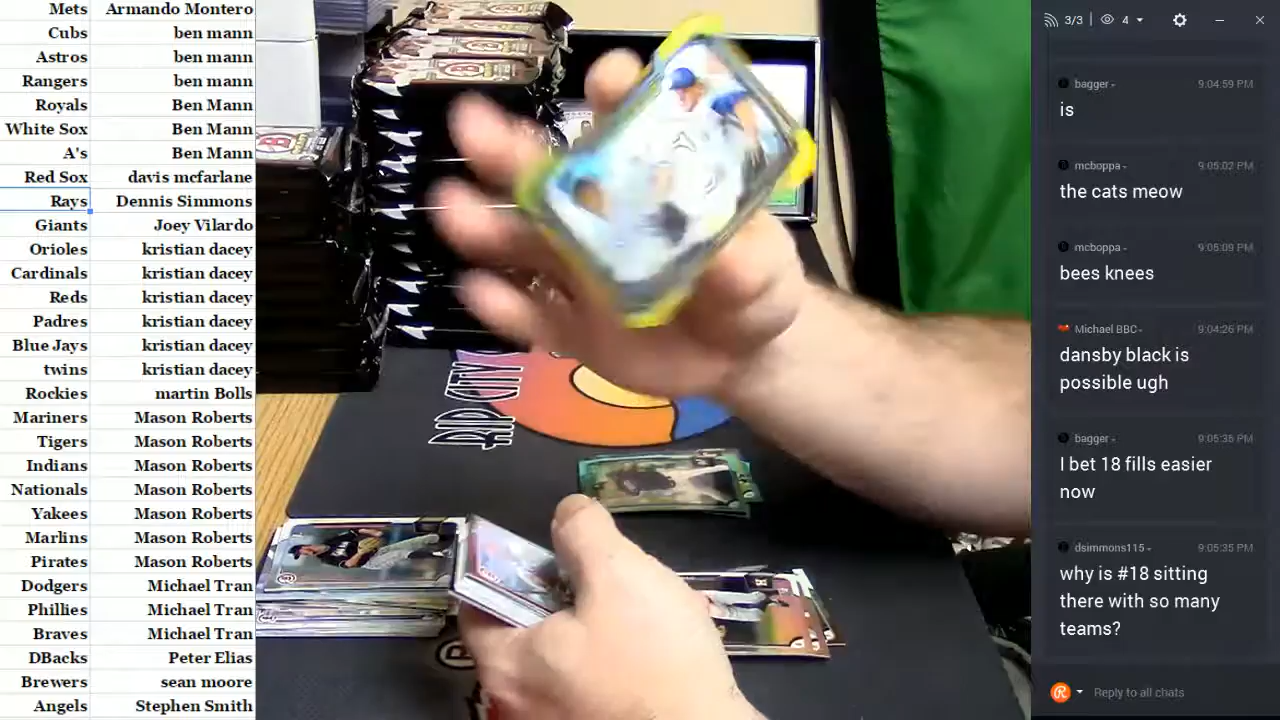 Mets Armando Montero
Cubs ben mann
Astros ben mann
Rangers ben mann
Royals Ben Mann
White Sox Ben Mann
A's Ben Mann
Red Sox davis mcfarlane
Rays Dennis Simmons
Giants Joey Vilardo
Orioles kristian dacey
Cardinals kristian dacey
Reds kristian dacey
Padres kristian dacey
Blue Jays kristian dacey
twins kristian dacey
Rockies martin Bolls
Mariners Mason Roberts
Tigers Mason Roberts
Indians Mason Roberts
Nationals Mason Roberts
Yakees Mason Roberts
Marlins Mason Roberts
Pirates Mason Roberts
Dodgers Michael Tran
Phillies Michael Tran
Braves Michael Tran
DBacks Peter Elias
Brewers sean moore
Angels Stephen Smith
RIP CITY
3/3 4
bagger- 9:04:59 PM
is
mcboppa- 9:05:02 PM
the cats meow
mcboppa- 9:05:09 PM
bees knees
Michael BBC- 9:04:26 PM
dansby black is
possible ugh
bagger- 9:05:36 PM
I bet 18 fills easier
now
dsimmons115- 9:05:35 PM
why is #18 sitting
there with so many
teams?
Reply to all chats